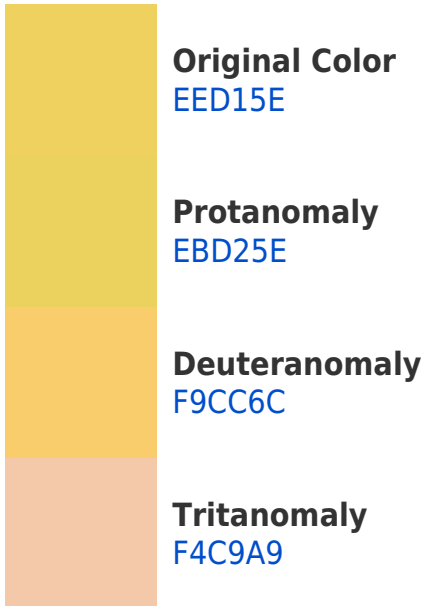 Original Color
EED15E
Protanomaly
EBD25E
Deuteranomaly
F9CC6C
Tritanomaly
F4C9A9